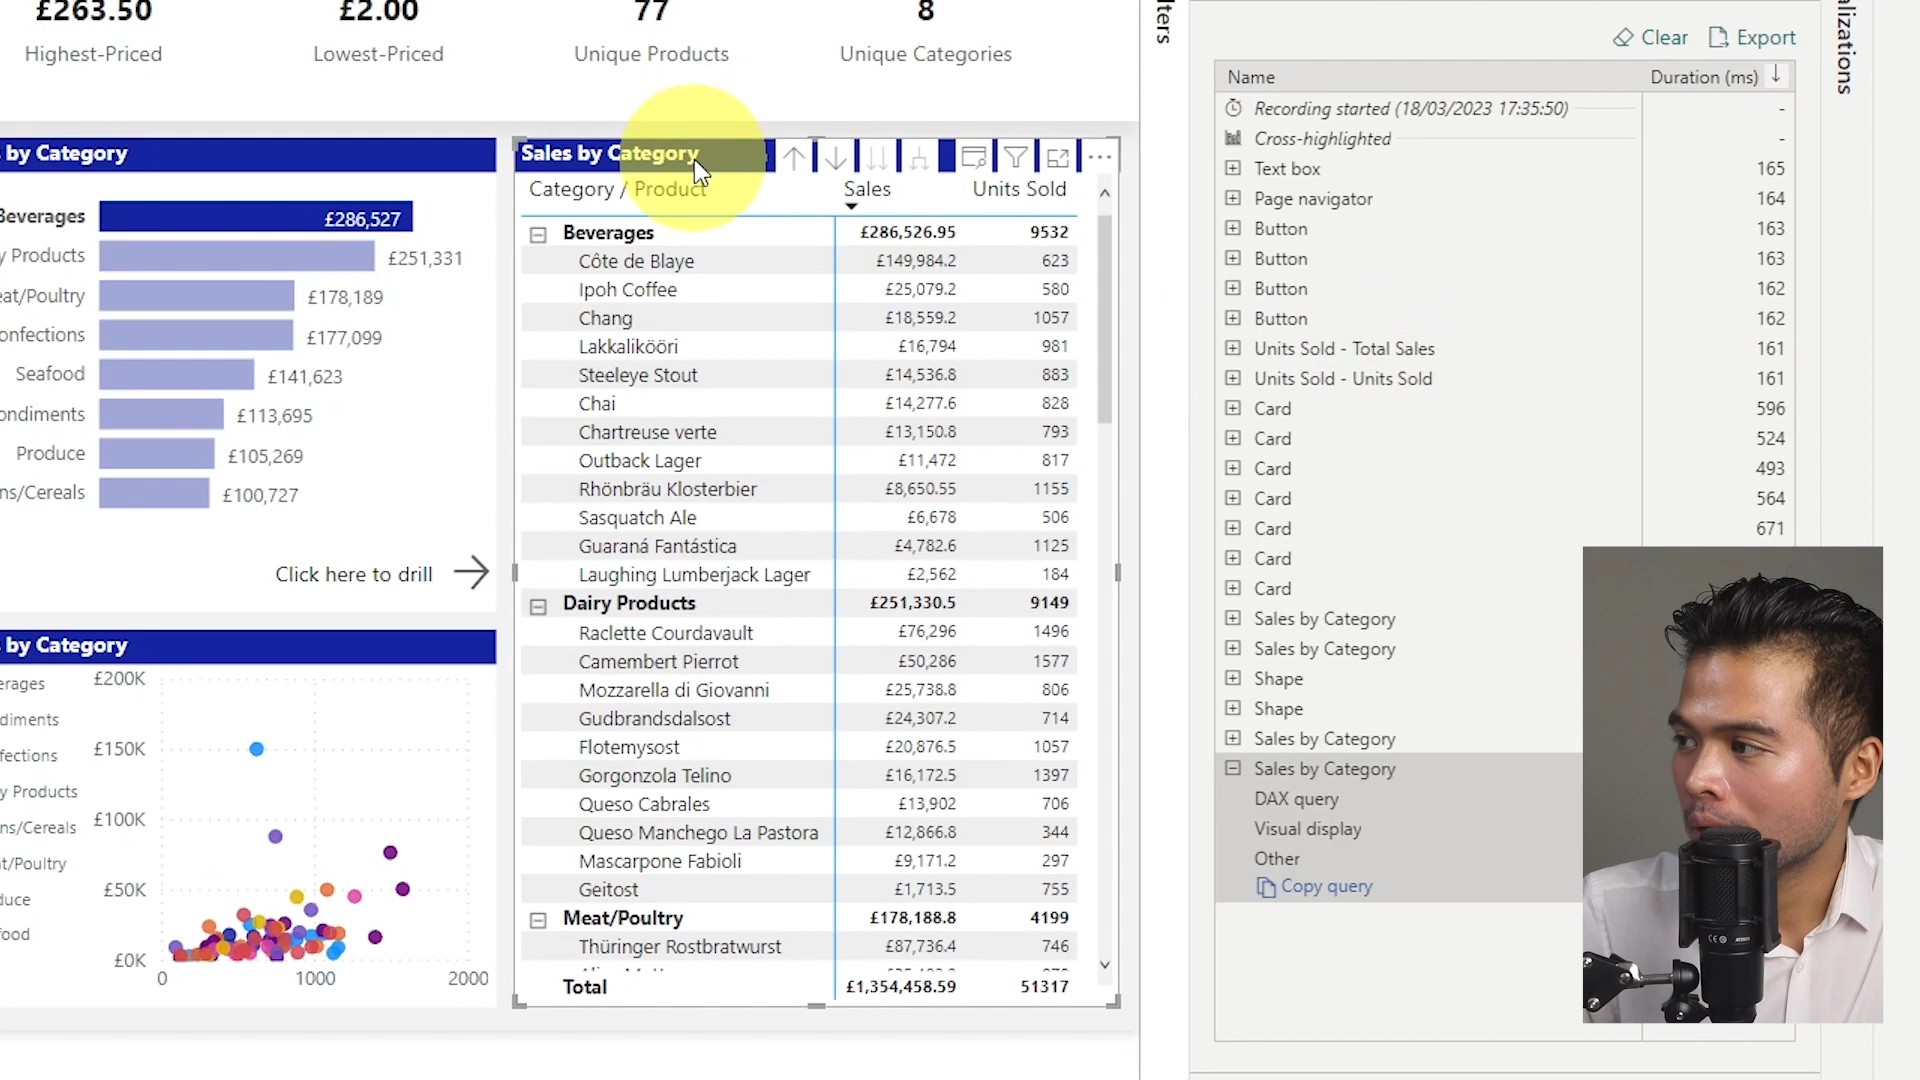 £263.50
Highest-Priced
£2.00
Lowest-Priced
77
Unique Products
8
Unique Categories
by Category
Beverages £286,527
y Products £251,331
eat/Poultry £178,189
onfections £177,099
Seafood £141,623
ondiments £113,695
Produce £105,269
ns/Cereals £100,727
Click here to drill
by Category
erages
diments
fections
y Products
ns/Cereals
t/Poultry
duce
food
£200K
£150K
£100K
£50K
£0K
0 1000 2000
Sales by Category
Category / Product Sales Units Sold
Beverages £286,526.95 9532
Côte de Blaye £149,984.2 623
Ipoh Coffee £25,079.2 580
Chang £18,559.2 1057
Lakkalikööri £16,794 981
Steeleye Stout £14,536.8 883
Chai £14,277.6 828
Chartreuse verte £13,150.8 793
Outback Lager £11,472 817
Rhönbräu Klosterbier £8,650.55 1155
Sasquatch Ale £6,678 506
Guaraná Fantástica £4,782.6 1125
Laughing Lumberjack Lager £2,562 184
Dairy Products £251,330.5 9149
Raclette Courdavault £76,296 1496
Camembert Pierrot £50,286 1577
Mozzarella di Giovanni £25,738.8 806
Gudbrandsdalsost £24,307.2 714
Flotemysost £20,876.5 1057
Gorgonzola Telino £16,172.5 1397
Queso Cabrales £13,902 706
Queso Manchego La Pastora £12,866.8 344
Mascarpone Fabioli £9,171.2 297
Geitost £1,713.5 755
Meat/Poultry £178,188.8 4199
Thüringer Rostbratwurst £87,736.4 746
Total £1,354,458.59 51317
lters
Clear Export
Name Duration (ms)
Recording started (18/03/2023 17:35:50) -
Cross-highlighted -
Text box 165
Page navigator 164
Button 163
Button 163
Button 162
Button 162
Units Sold - Total Sales 161
Units Sold - Units Sold 161
Card 596
Card 524
Card 493
Card 564
Card 671
Card
Card
Sales by Category
Sales by Category
Shape
Shape
Sales by Category
Sales by Category
DAX query
Visual display
Other
Copy query
alizations